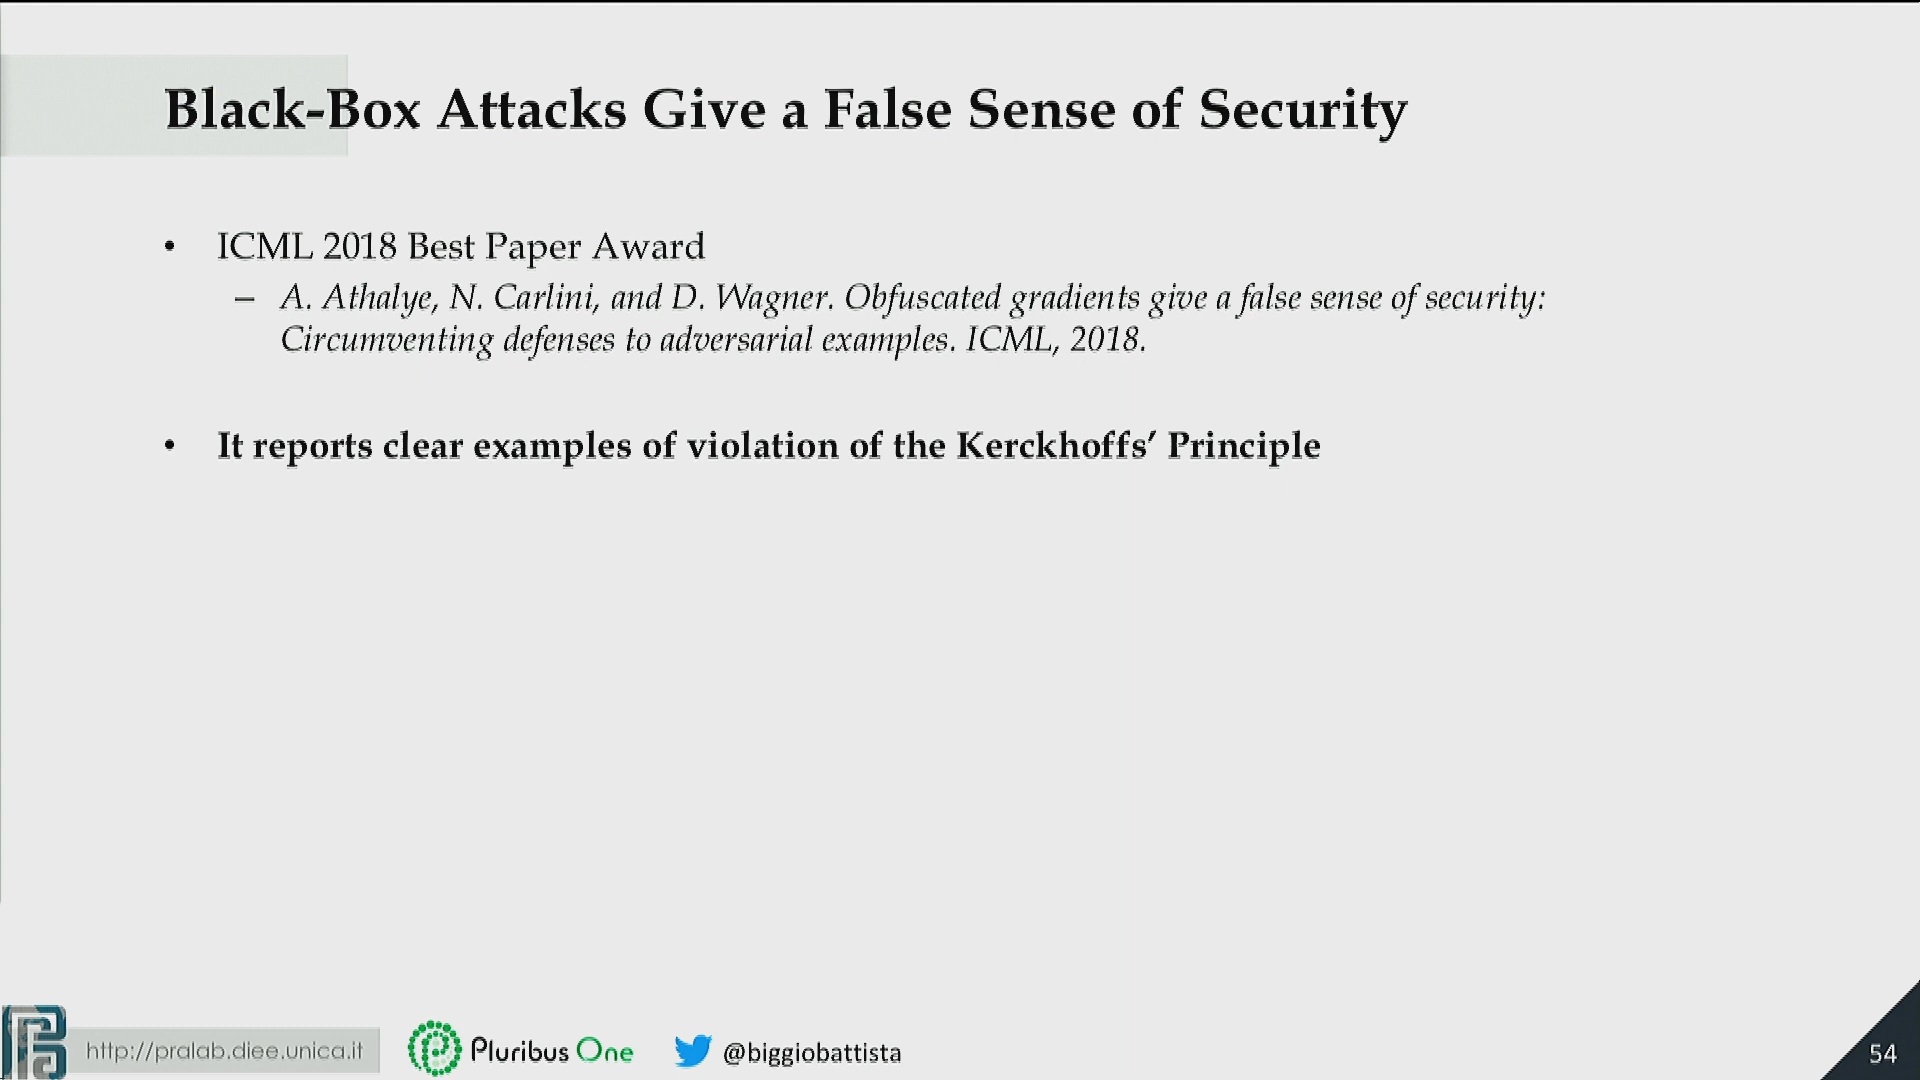 Black-Box Attacks Give a False Sense of Security
• ICML 2018 Best Paper Award
– A. Athalye, N. Carlini, and D. Wagner. Obfuscated gradients give a false sense of security:
Circumventing defenses to adversarial examples. ICML, 2018.
• It reports clear examples of violation of the Kerckhoffs’ Principle
http://pralab.diee.unica.it
Pluribus One
@biggiobattista
54